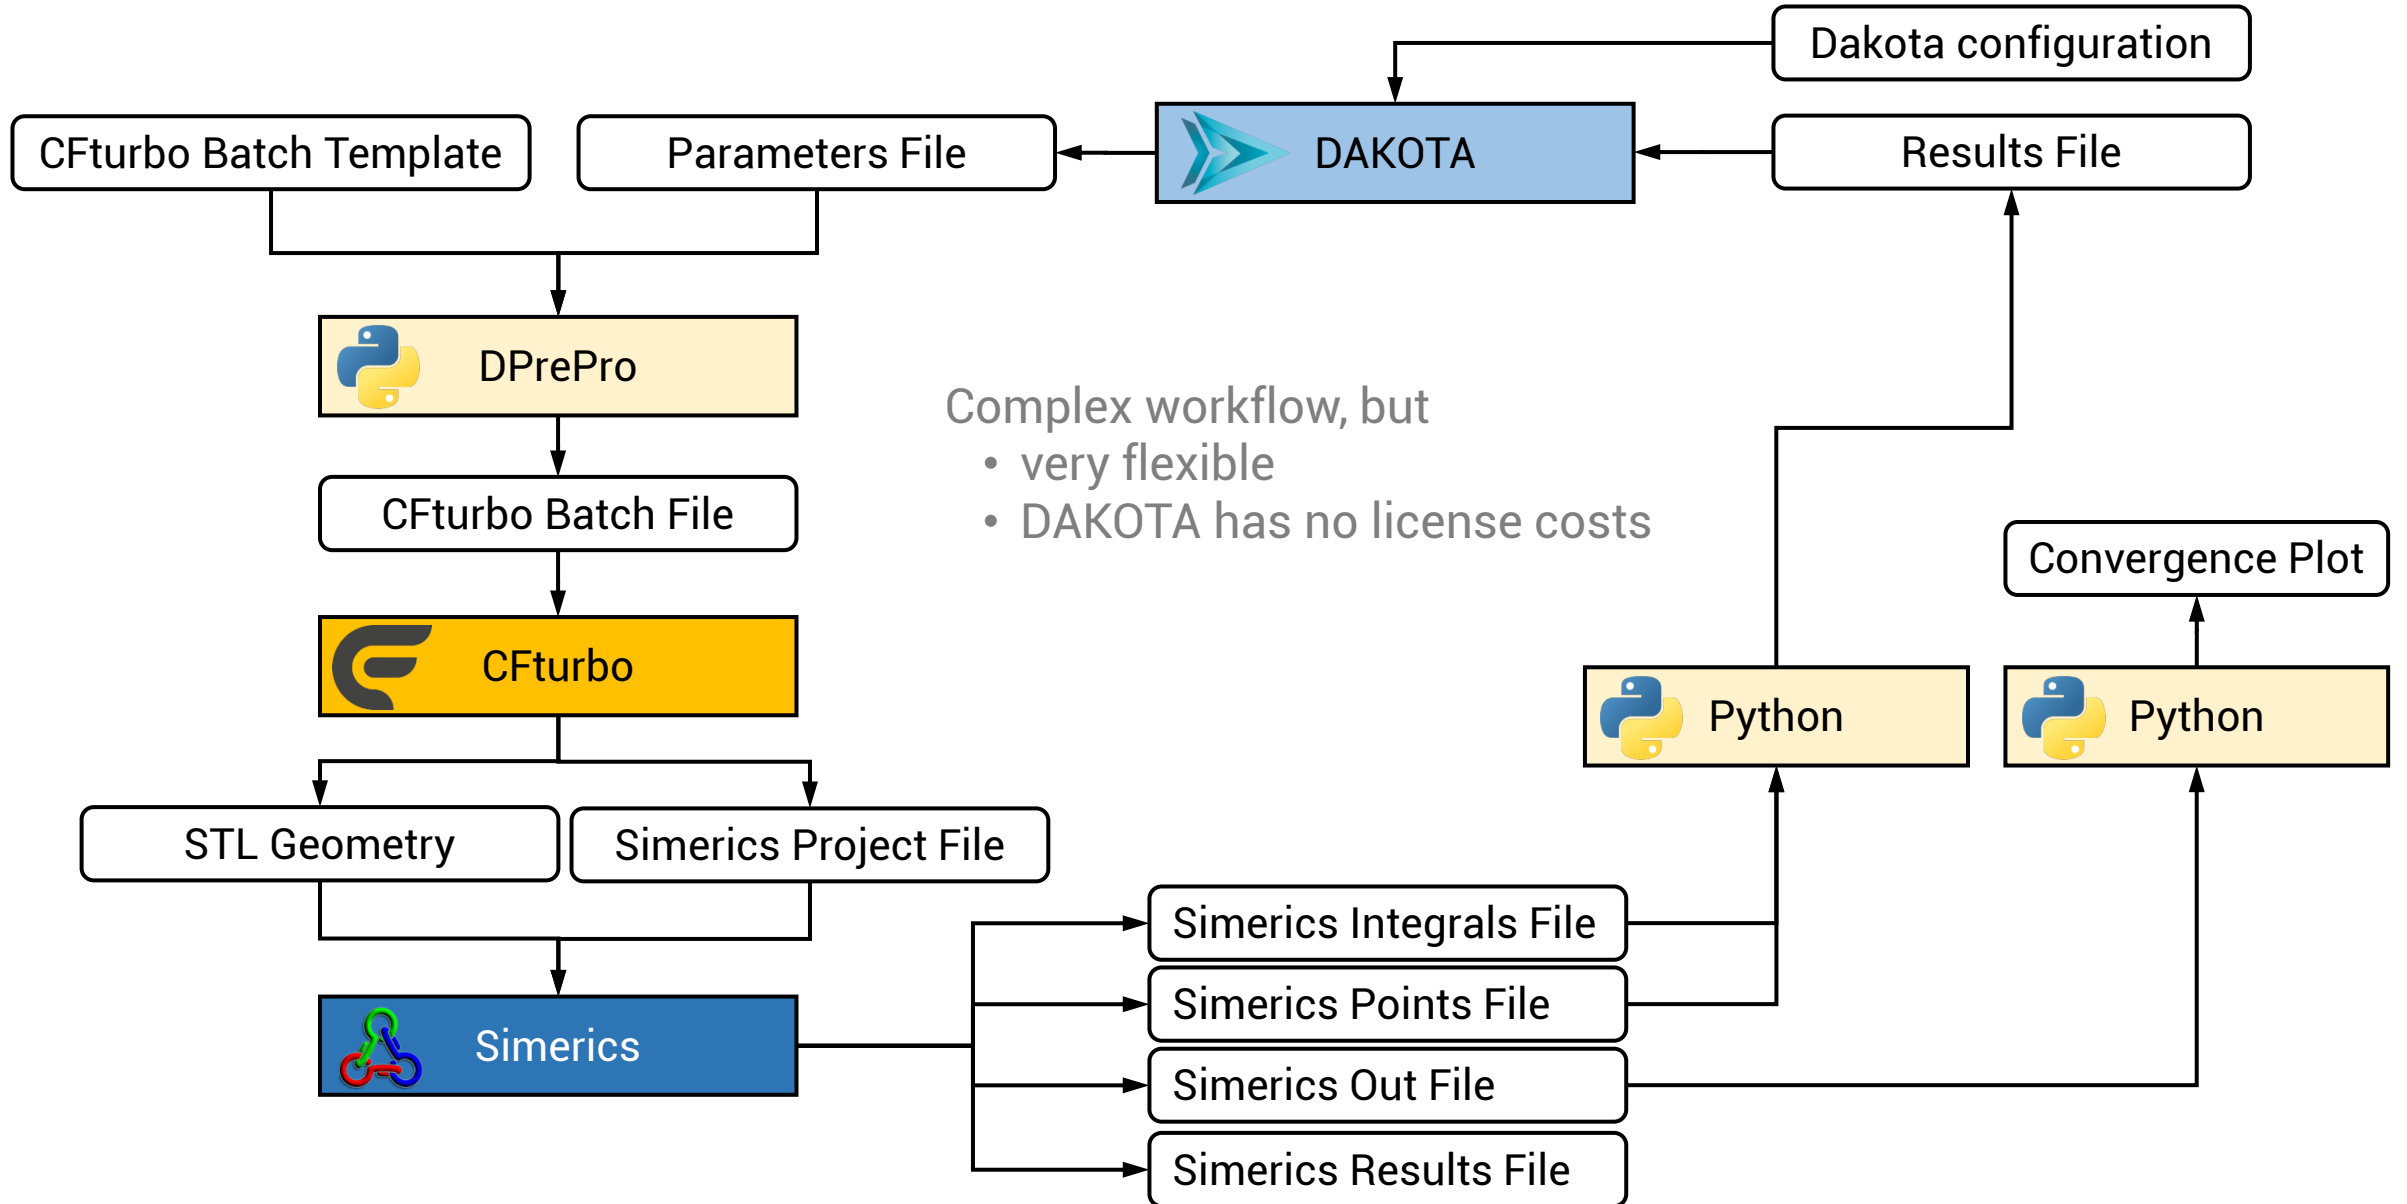 Dakota configuration
CFturbo Batch Template
Parameters File
DAKOTA
Results File
DPrePro
Complex workflow, but
• very flexible
• DAKOTA has no license costs
CFturbo Batch File
Convergence Plot
CFturbo
Python
Python
STL Geometry
Simerics Project File
Simerics Integrals File
Simerics Points File
Simerics
Simerics Out File
Simerics Results File